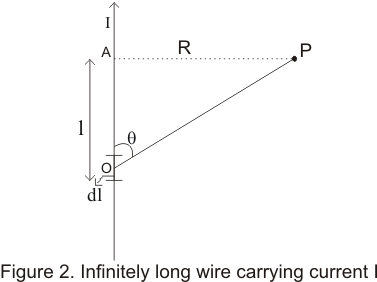 I
A
R
P
l
θ
O
dl
Figure 2. Infinitely long wire carrying current I